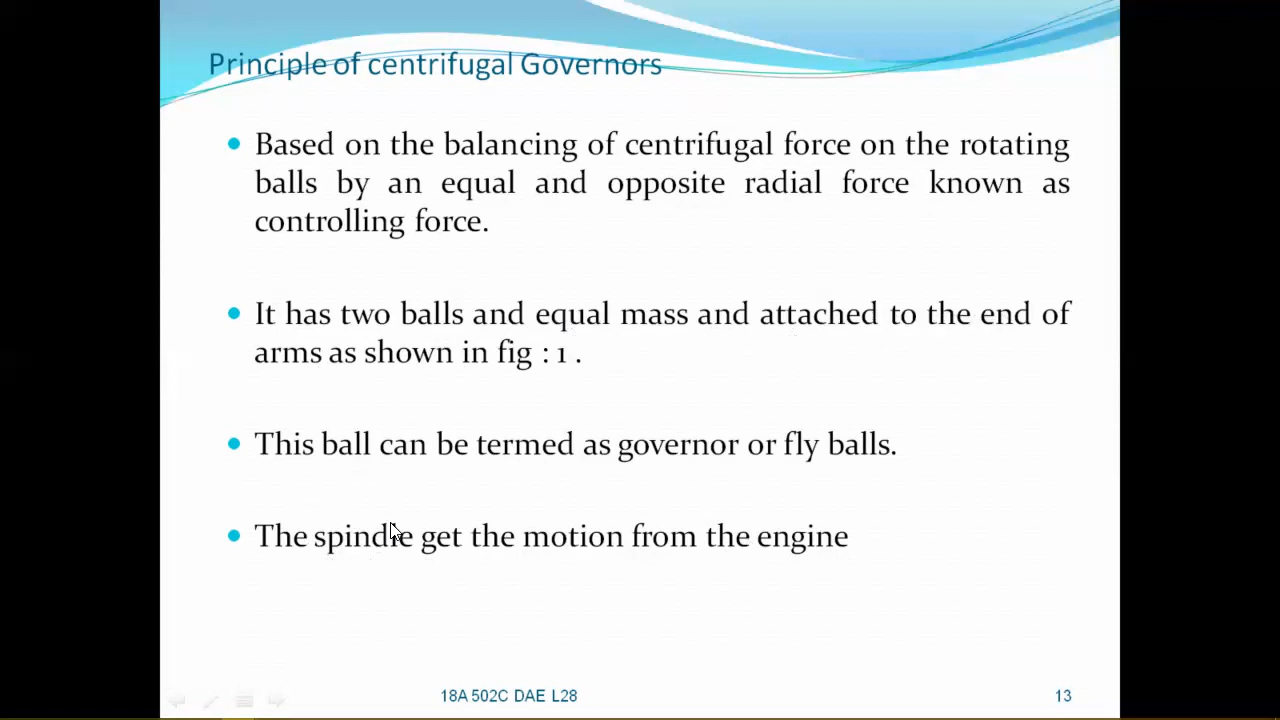 Principle of centrifugal Governors
• Based on the balancing of centrifugal force on the rotating
balls by an equal and opposite radial force known as
controlling force.
• It has two balls and equal mass and attached to the end of
arms as shown in fig : 1 .
• This ball can be termed as governor or fly balls.
• The spindle get the motion from the engine
18A 502C DAE L28
13